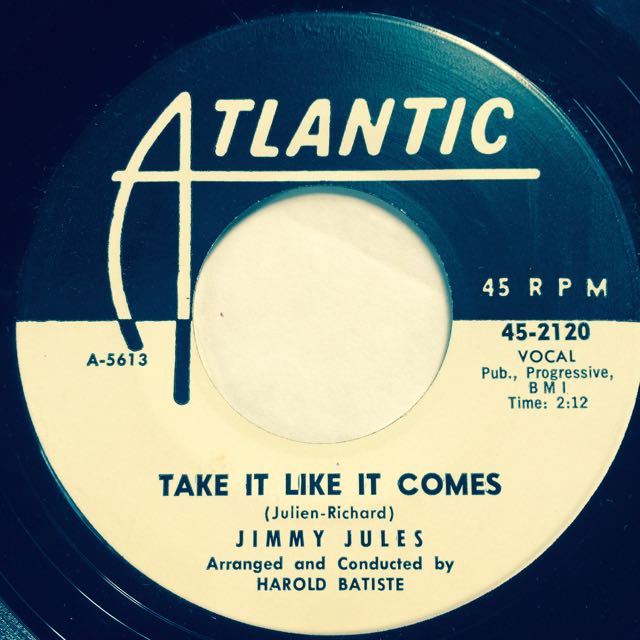 ATLANTIC
45 RPM
A-5613
45-2120
VOCAL
Pub., Progressive,
BMI
Time: 2:12
TAKE IT LIKE IT COMES
(Julien-Richard)
JIMMY JULES
Arranged and Conducted by
HAROLD BATISTE